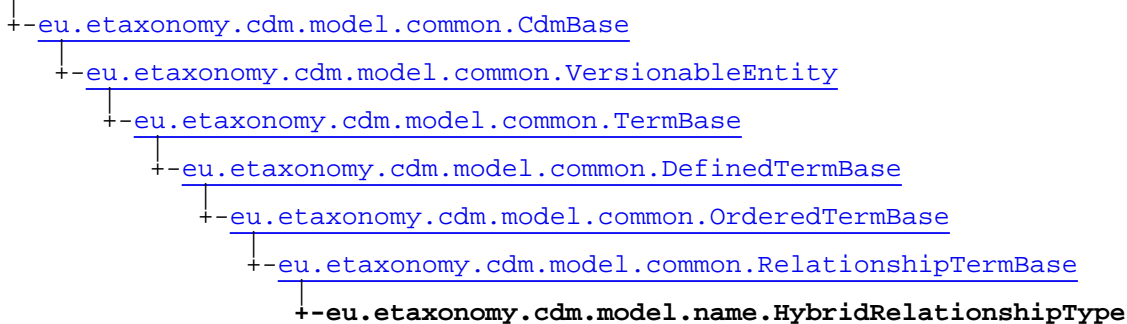 +-eu.etaxonomy.cdm.model.common.CdmBase
+-eu.etaxonomy.cdm.model.common.VersionableEntity
+-eu.etaxonomy.cdm.model.common.TermBase
+-eu.etaxonomy.cdm.model.common.DefinedTermBase
+-eu.etaxonomy.cdm.model.common.OrderedTermBase
+-eu.etaxonomy.cdm.model.common.RelationshipTermBase
+-eu.etaxonomy.cdm.model.name.HybridRelationshipType